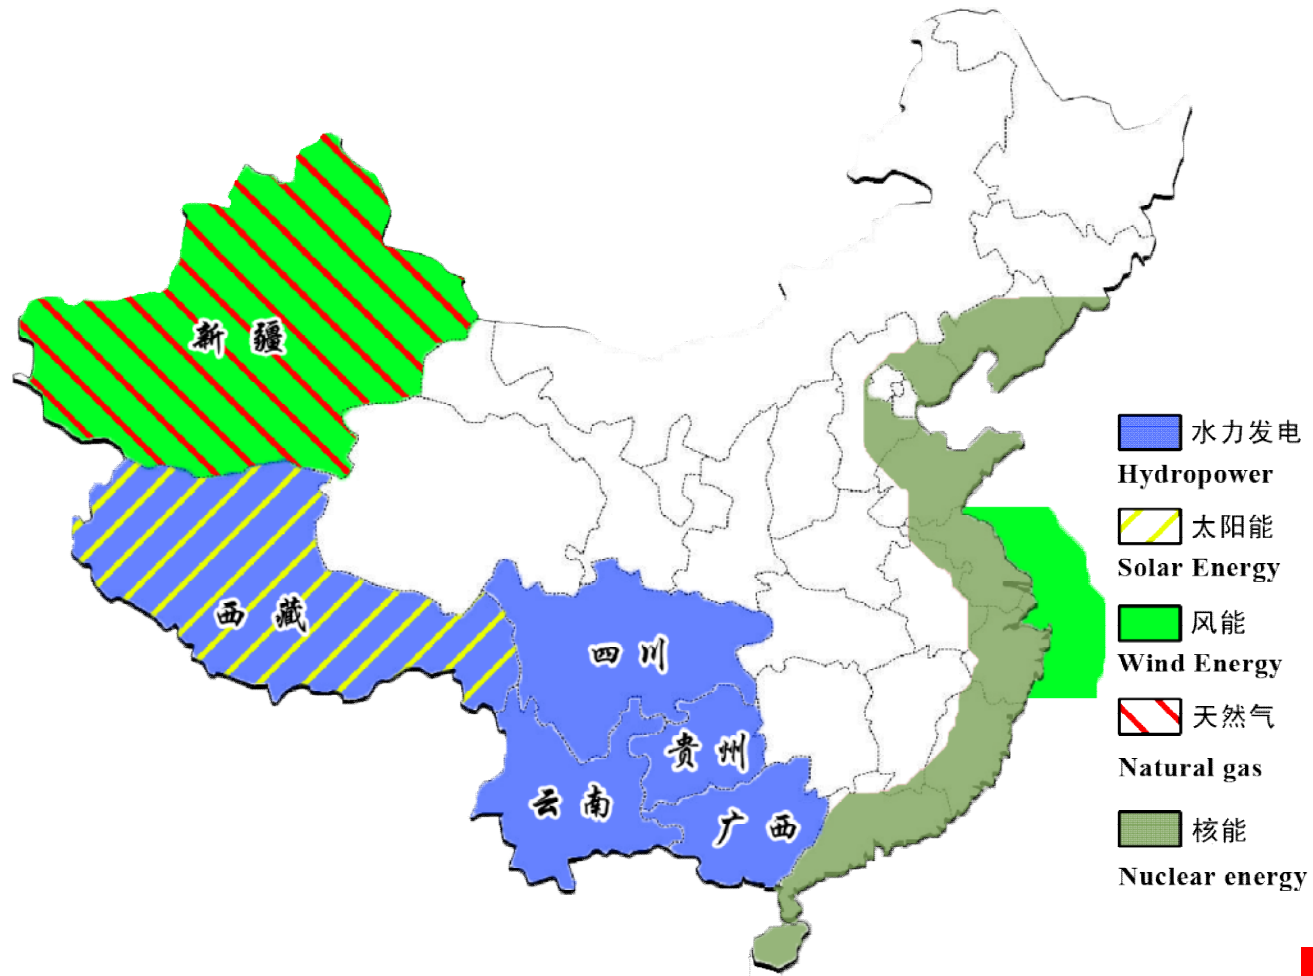 新疆
西藏
四川
贵州
云南
广西
水力发电
Hydropower
太阳能
Solar Energy
风能
Wind Energy
天然气
Natural gas
核能
Nuclear energy